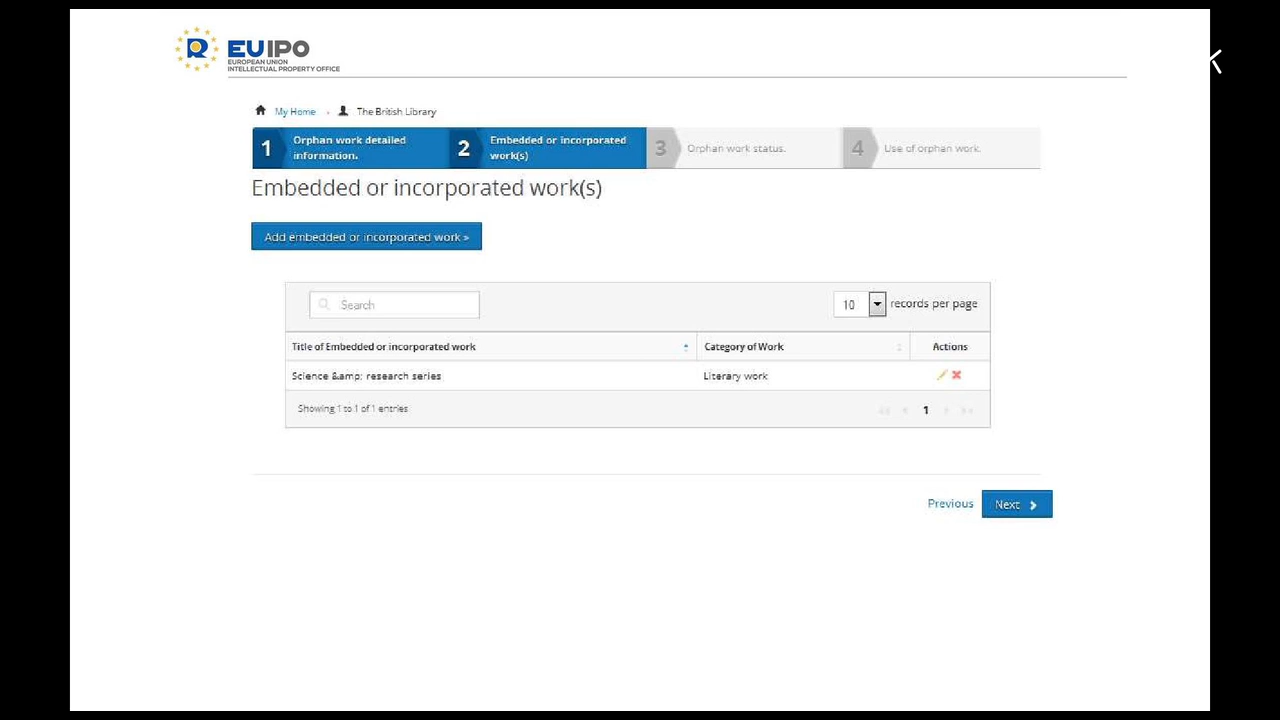 EUIPO
EUROPEAN UNION
INTELLECTUAL PROPERTY OFFICE
My Home › The British Library
1 Orphan work detailed information.
2 Embedded or incorporated work(s)
3 Orphan work status.
4 Use of orphan work.
Embedded or incorporated work(s)
Add embedded or incorporated work »
Search
10 records per page
Title of Embedded or incorporated work Category of Work Actions
Science &amp; research series Literary work
Showing 1 to 1 of 1 entries
1
Previous Next